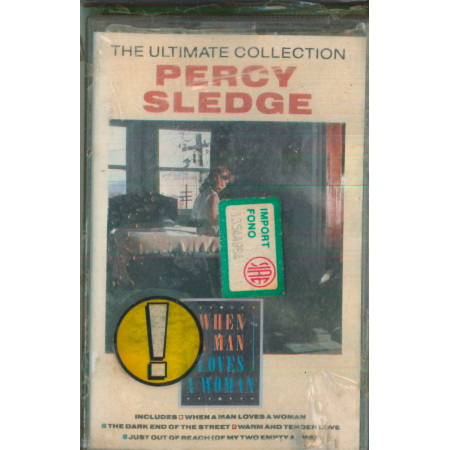 THE ULTIMATE COLLECTION
PERCY
SLEDGE
IMPORT
FONO
SIAE
!
WHEN
MAN
LOVES
A WOMAN
INCLUDES WHEN A MAN LOVES A WOMAN
THE DARK END OF THE STREET WARM AND TENDER LOVE
JUST OUT OF REACH (OF MY TWO EMPTY